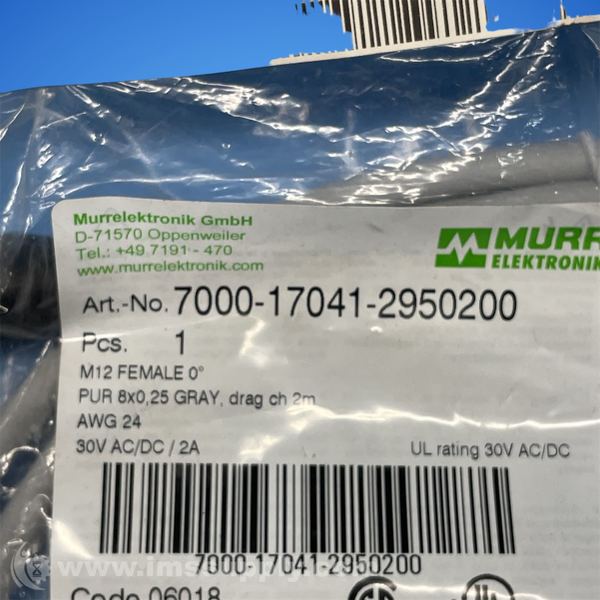 Murrelektronik GmbH
D-71570 Oppenweiler
Tel.: +49 7191 - 470
www.murrelektronik.com
MURR
ELEKTRONIK
Art.-No. 7000-17041-2950200
Pcs. 1
M12 FEMALE 0°
PUR 8x0,25 GRAY, drag ch 2m
AWG 24
30V AC/DC / 2A
UL rating 30V AC/DC
7000-17041-2950200
Code 06018